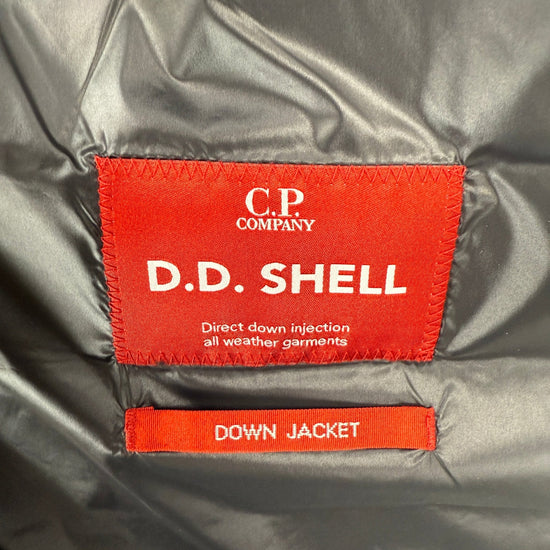 C.P.
COMPANY
D.D. SHELL
Direct down injection
all weather garments
DOWN JACKET